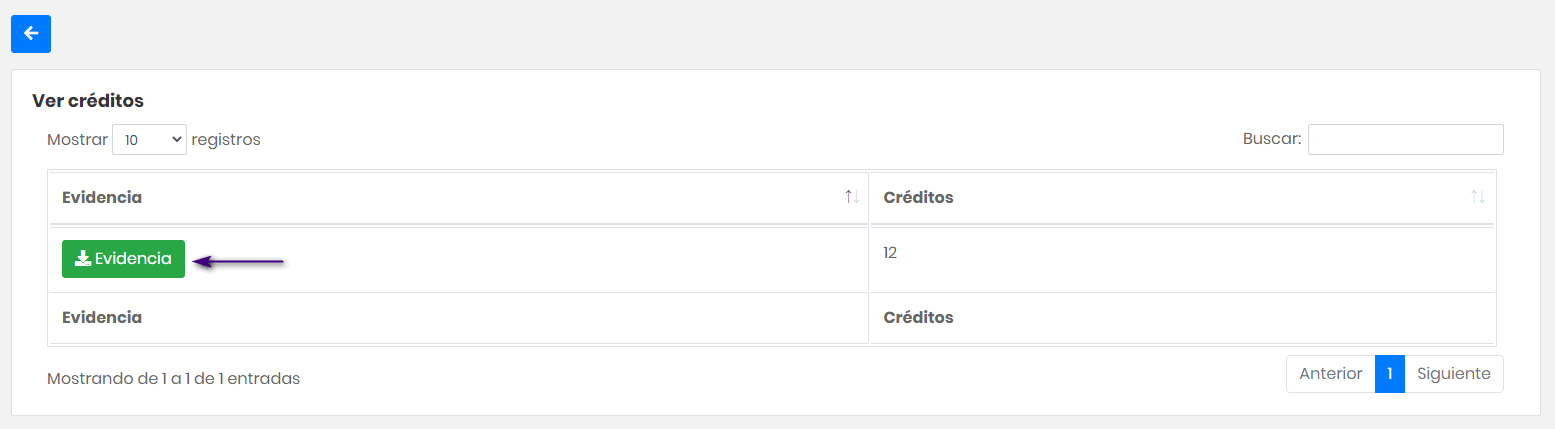 Ver créditos
Mostrar 10 registros
Buscar:
Evidencia Créditos
Evidencia 12
Evidencia Créditos
Mostrando de 1 a 1 de 1 entradas
Anterior 1 Siguiente